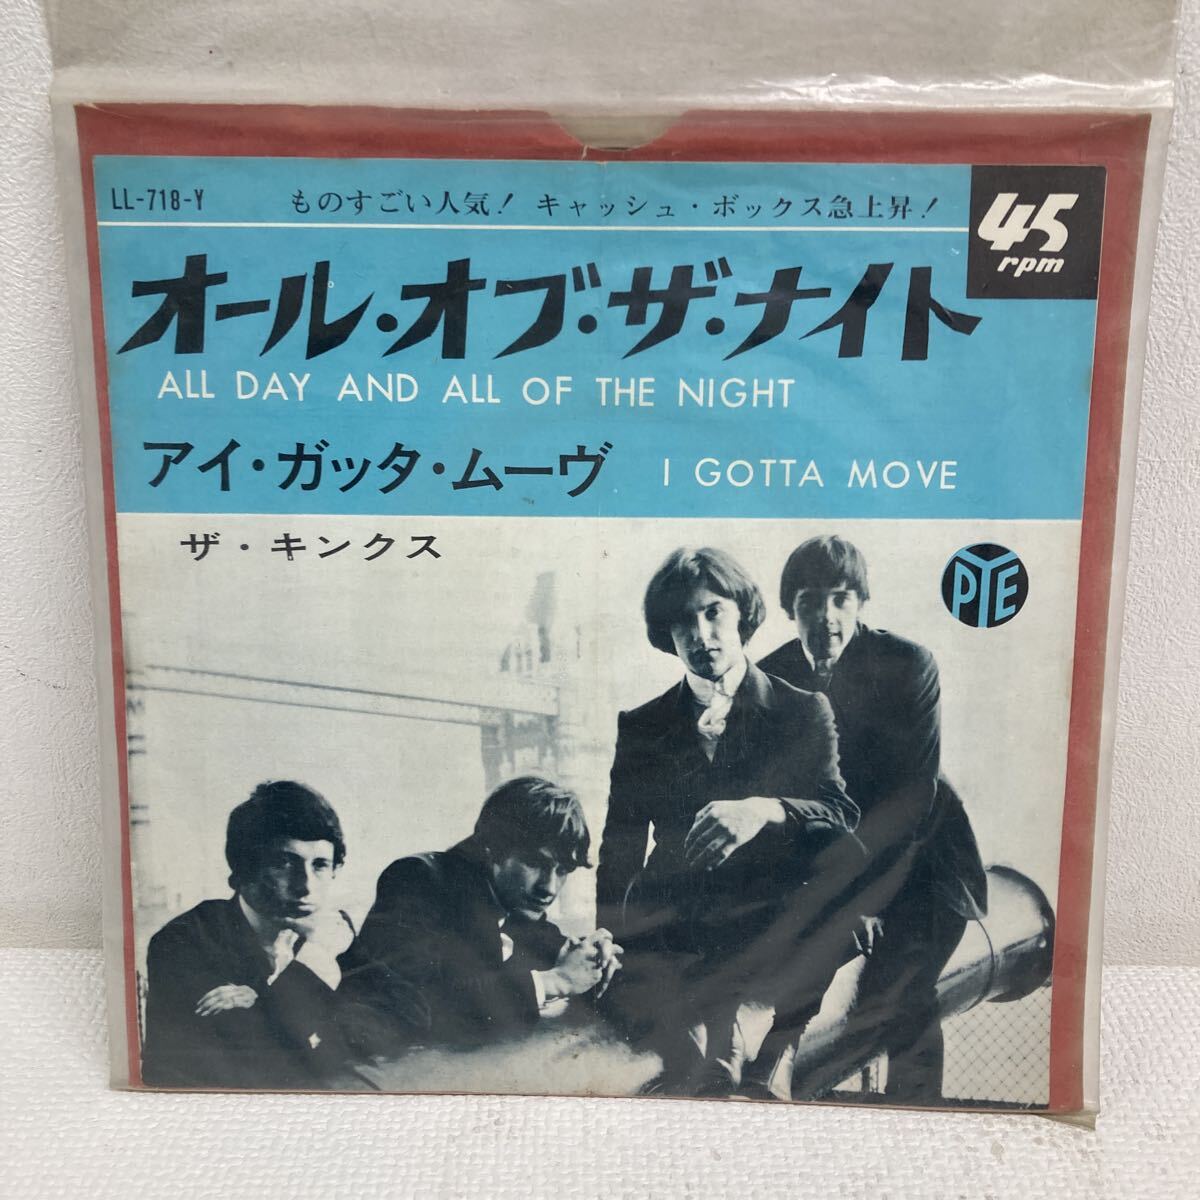 LL-718-Y ものすごい人気! キャッシュ・ボックス急上昇!
45
rpm
オール・オブ・ザ・ナイト
ALL DAY AND ALL OF THE NIGHT
アイ・ガッタ・ムーヴ I GOTTA MOVE
ザ・キンクス
PYE